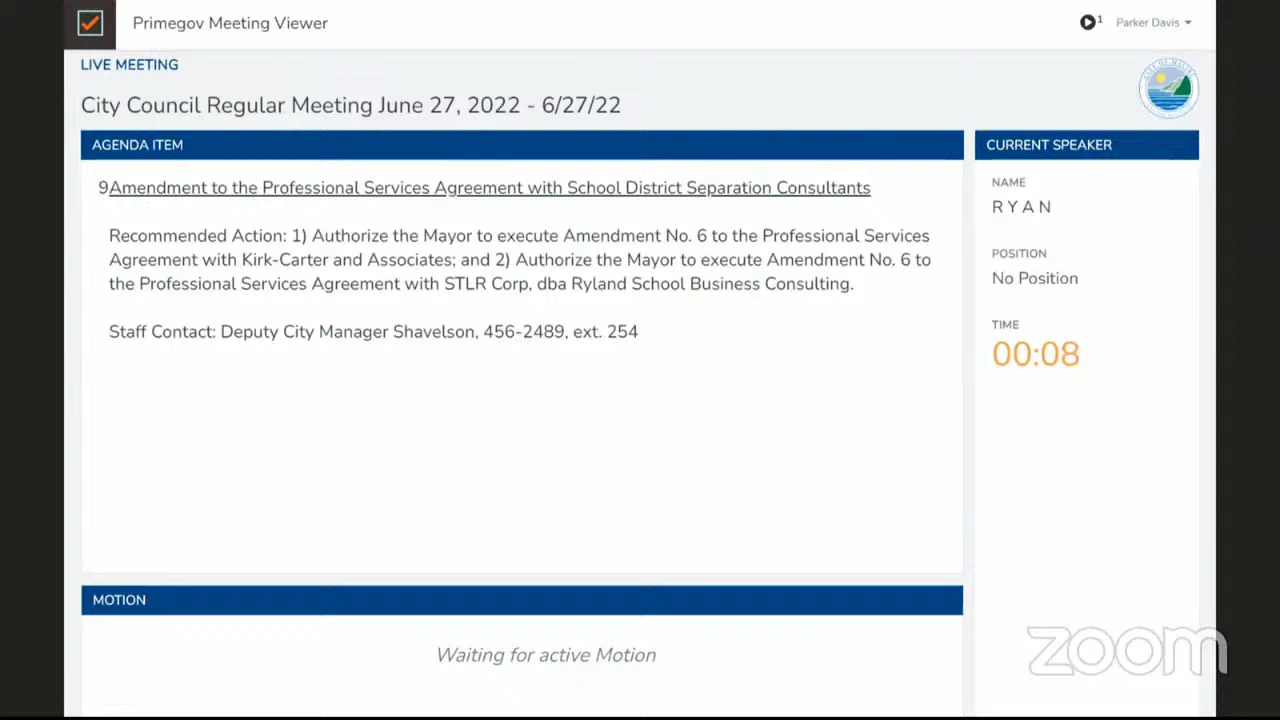 Primegov Meeting Viewer
1
Parker Davis
LIVE MEETING
City Council Regular Meeting June 27, 2022 - 6/27/22
AGENDA ITEM
9Amendment to the Professional Services Agreement with School District Separation Consultants
Recommended Action: 1) Authorize the Mayor to execute Amendment No. 6 to the Professional Services
Agreement with Kirk-Carter and Associates; and 2) Authorize the Mayor to execute Amendment No. 6 to
the Professional Services Agreement with STLR Corp, dba Ryland School Business Consulting.
Staff Contact: Deputy City Manager Shavelson, 456-2489, ext. 254
MOTION
Waiting for active Motion
CURRENT SPEAKER
NAME
R Y A N
POSITION
No Position
TIME
00:08
zoom